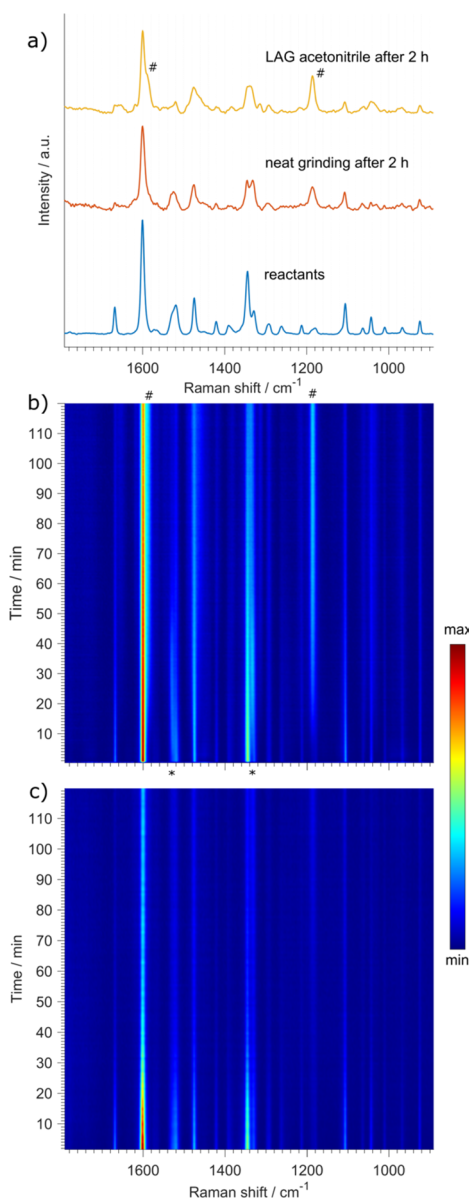 a)
LAG acetonitrile after 2 h
#
#
neat grinding after 2 h
reactants
Intensity / a.u.
1600
1400
1200
1000
Raman shift / cm-1
b)
#
#
110
100
90
80
70
60
50
40
30
20
10
Time / min
max
min
*
*
c)
110
100
90
80
70
60
50
40
30
20
10
Time / min
1600
1400
1200
1000
Raman shift / cm-1